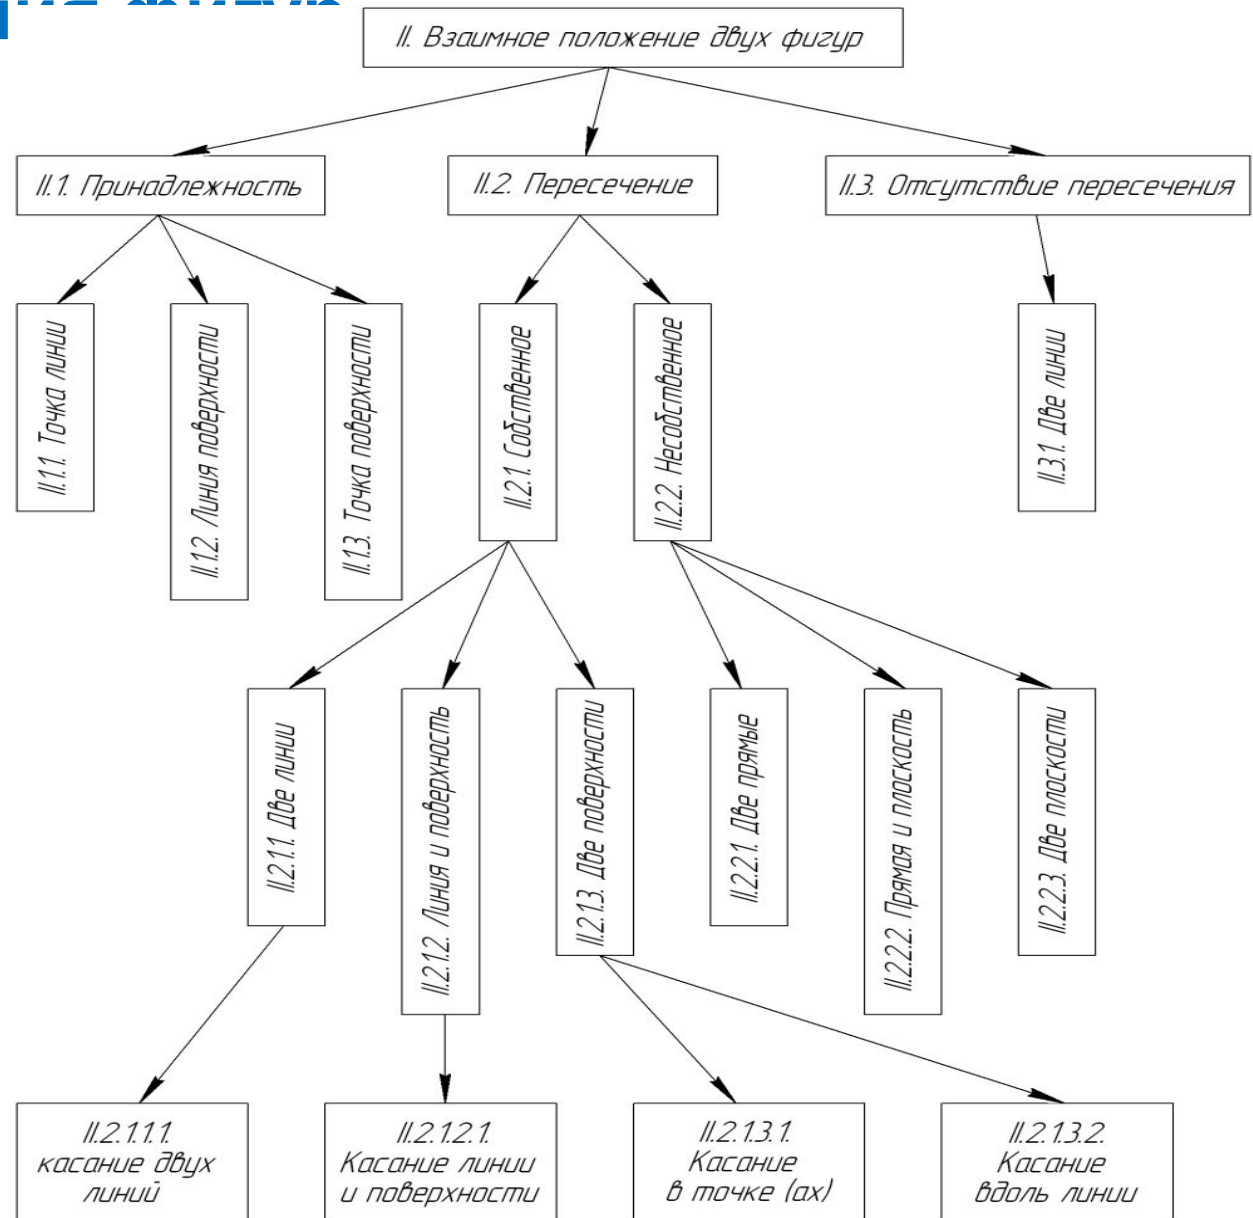 II. Взаимное положение двух фигур
II.1. Принадлежность
II.2. Пересечение
II.3. Отсутствие пересечения
II.1.1. Точка линии
II.1.2. Линия поверхности
II.1.3. Точка поверхности
II.2.1. Собственное
II.2.2. Несобственное
II.3.1. Две линии
II.2.1.1. Две линии
II.2.1.2. Линия и поверхность
II.2.1.3. Две поверхности
II.2.2.1. Две прямые
II.2.2.2. Прямая и плоскость
II.2.2.3. Две плоскости
II.2.1.1.1.
касание двух
линий
II.2.1.2.1.
Касание линии
и поверхности
II.2.1.3.1.
Касание
в точке (ах)
II.2.1.3.2.
Касание
вдоль линии